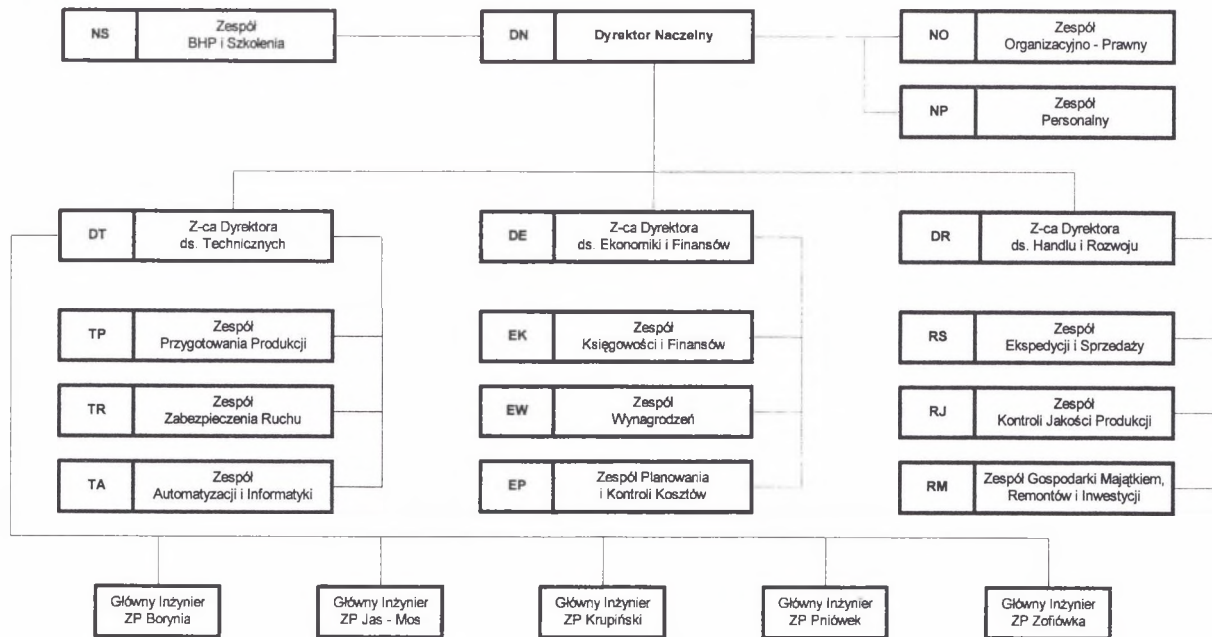 NS
Zespół
BHP i Szkolenia
DN
Dyrektor Naczelny
NO
Zespół
Organizacyjno - Prawny
NP
Zespół
Personalny
DT
Z-ca Dyrektora
ds. Technicznych
DE
Z-ca Dyrektora
ds. Ekonomiki i Finansów
DR
Z-ca Dyrektora
ds. Handlu i Rozwoju
TP
Zespół
Przygotowania Produkcji
EK
Zespół
Księgowości i Finansów
RS
Zespół
Ekspedycji i Sprzedaży
TR
Zespół
Zabezpieczenia Ruchu
EW
Zespół
Wynagrodzeń
RJ
Zespół
Kontroli Jakości Produkcji
TA
Zespół
Automatyzacji i Informatyki
EP
Zespół Planowania
i Kontroli Kosztów
RM
Zespół Gospodarki Majątkiem,
Remontów i Inwestycji
Główny Inżynier
ZP Borynia
Główny Inżynier
ZP Jas - Mos
Główny Inżynier
ZP Krupiński
Główny Inżynier
ZP Pniówek
Główny Inżynier
ZP Zofiówka